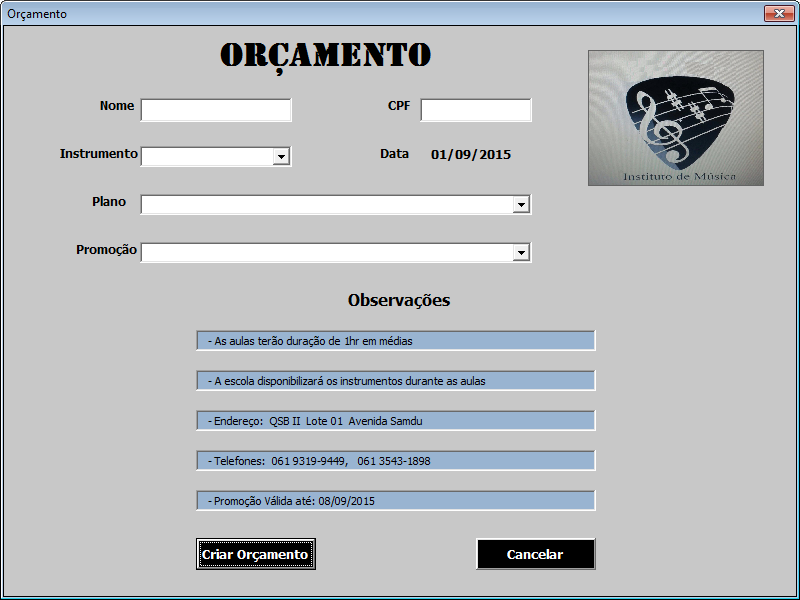 Orçamento
ORÇAMENTO
Nome
CPF
Instrumento
Data 01/09/2015
Instituto de Música
Plano
Promoção
Observações
- As aulas terão duração de 1hr em médias
- A escola disponibilizará os instrumentos durante as aulas
- Endereço: QSB II Lote 01 Avenida Samdu
- Telefones: 061 9319-9449, 061 3543-1898
- Promoção Válida até: 08/09/2015
Criar Orçamento
Cancelar